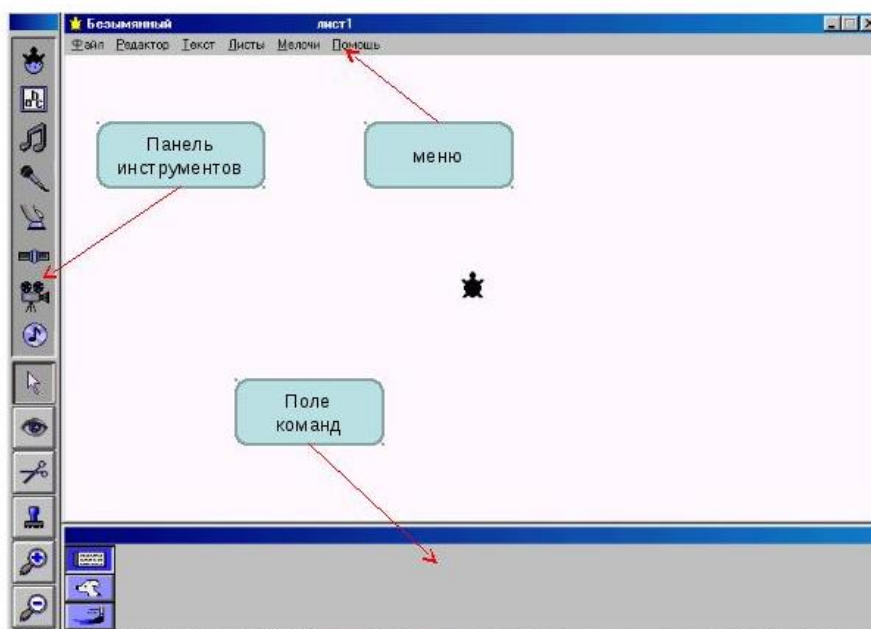 Безымянный лист1
Файл Редактор Текст Листы Мелочи Помощь
Панель
инструментов
меню
Поле
команд